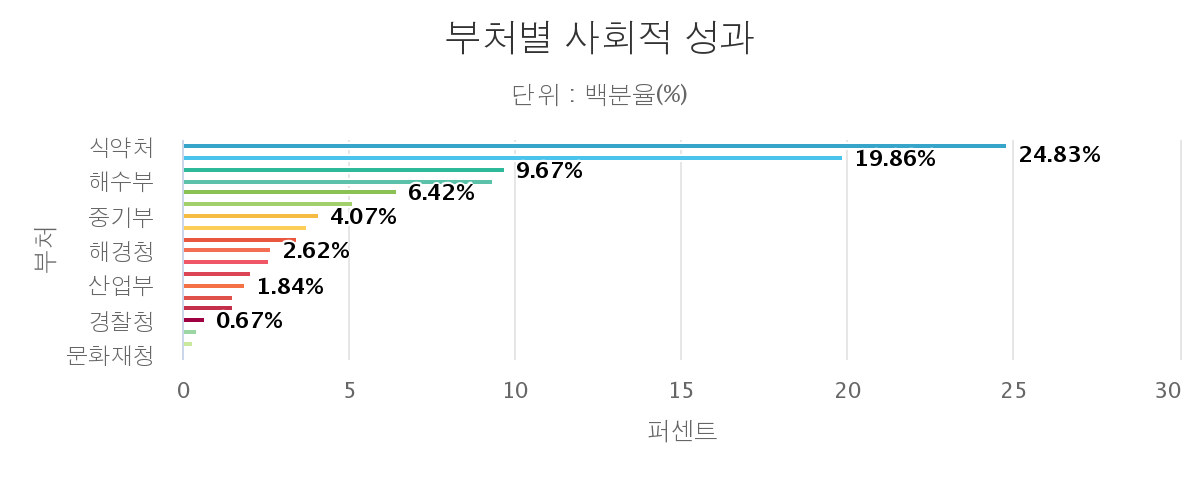 부처별 사회적 성과
단위 : 백분율(%)
식약처
24.83%
19.86%
9.67%
해수부
6.42%
중기부
4.07%
해경청
2.62%
산업부
1.84%
경찰청
0.67%
문화재청
부처
0 5 10 15 20 25 30
퍼센트